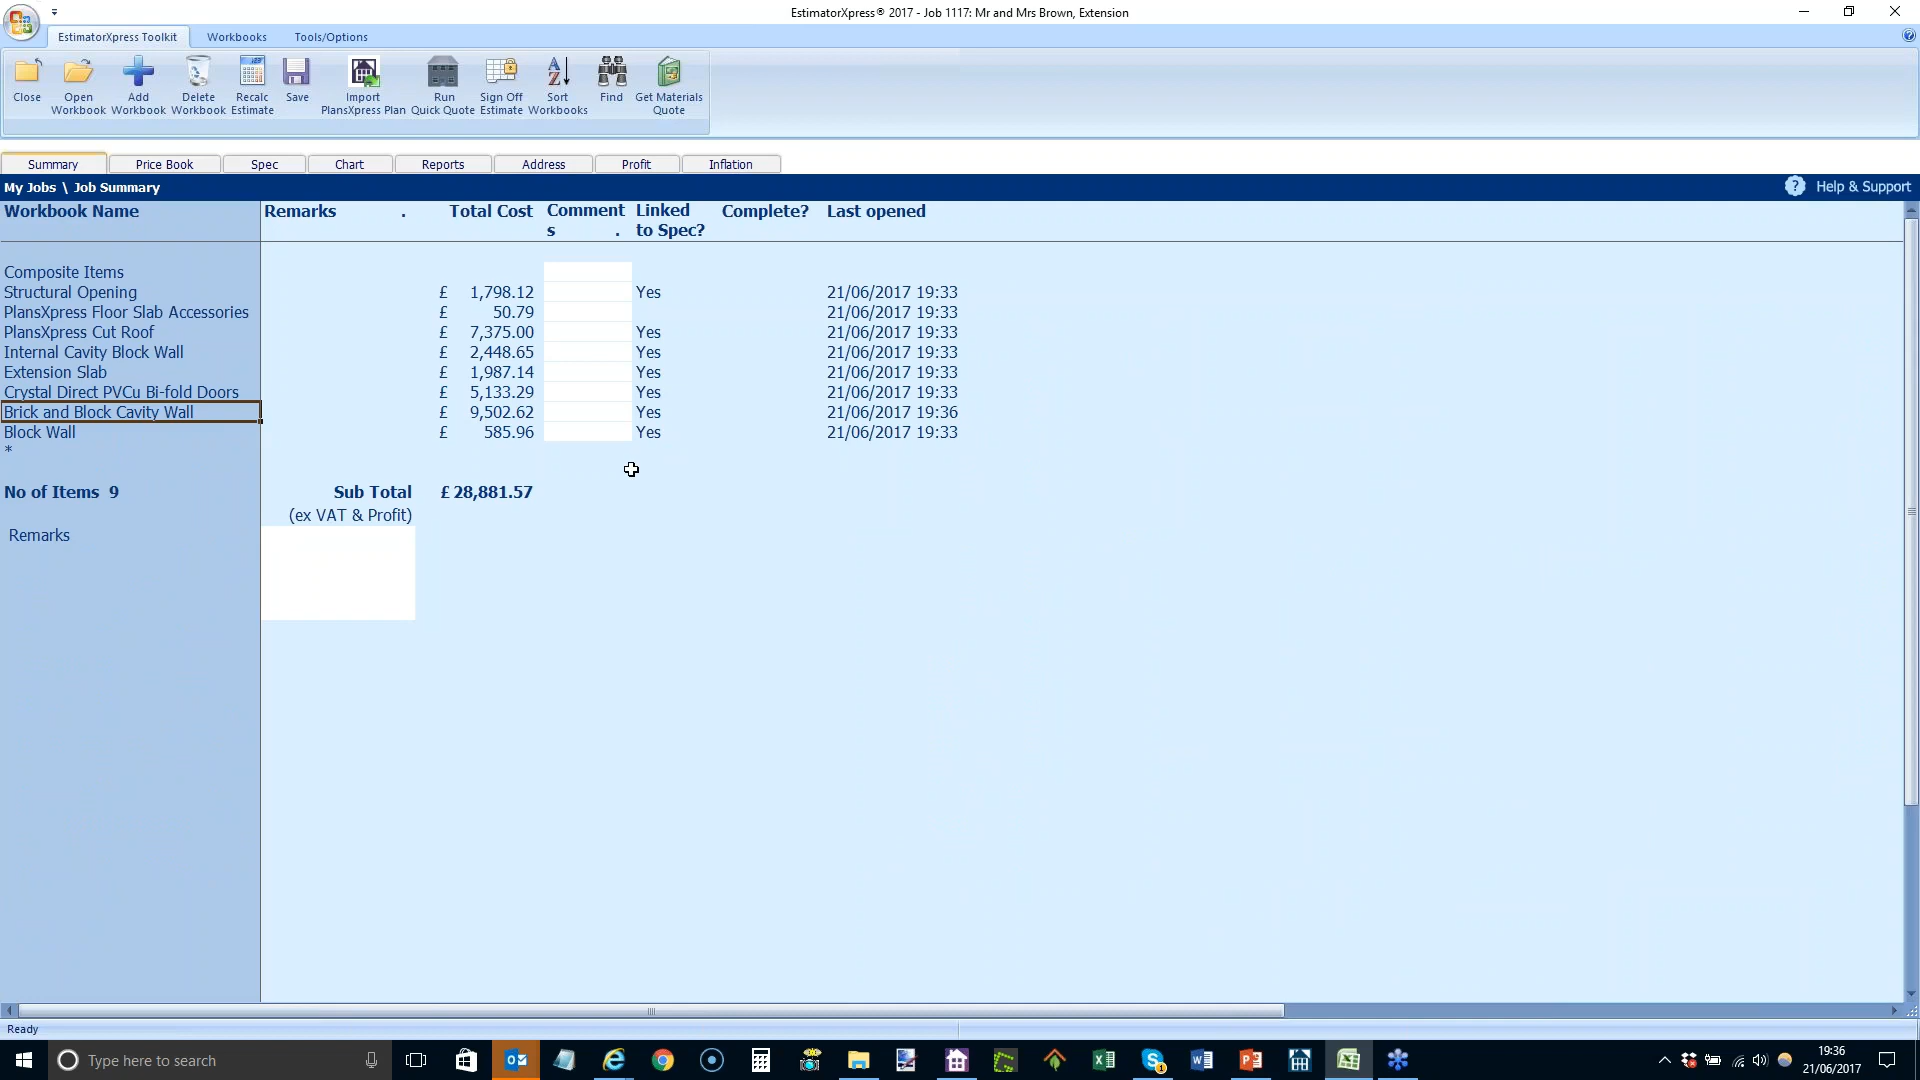 EstimatorXpress® 2017 - Job 1117: Mr and Mrs Brown, Extension
EstimatorXpress Toolkit Workbooks Tools/Options
Close Open Workbook Add Workbook Delete Workbook Recalc Estimate Save Import PlansXpress Plan Run Quick Quote Sign Off Estimate Sort Workbooks Find Get Materials Quote
Summary Price Book Spec Chart Reports Address Profit Inflation
My Jobs \ Job Summary ? Help & Support
Workbook Name Remarks . Total Cost Comments . Linked to Spec? Complete? Last opened
Composite Items
Structural Opening £ 1,798.12 Yes 21/06/2017 19:33
PlansXpress Floor Slab Accessories £ 50.79 21/06/2017 19:33
PlansXpress Cut Roof £ 7,375.00 Yes 21/06/2017 19:33
Internal Cavity Block Wall £ 2,448.65 Yes 21/06/2017 19:33
Extension Slab £ 1,987.14 Yes 21/06/2017 19:33
Crystal Direct PVCu Bi-fold Doors £ 5,133.29 Yes 21/06/2017 19:33
Brick and Block Cavity Wall £ 9,502.62 Yes 21/06/2017 19:36
Block Wall £ 585.96 Yes 21/06/2017 19:33
*
No of Items 9 Sub Total £ 28,881.57
(ex VAT & Profit)
Remarks
Ready
Type here to search
19:36
21/06/2017